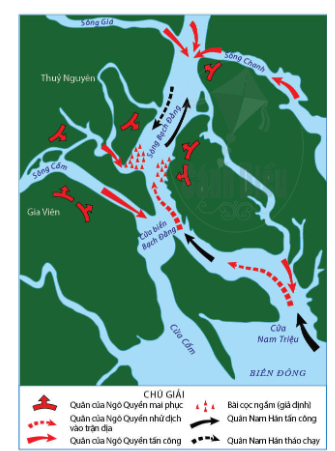 Sông Giá
Sông Chanh
Thuỷ Nguyên
Sông Bạch Đằng
Sông Cấm
Gia Viên
Cửa biển
Bạch Đằng
Cửa Cấm
Cửa
Nam Triệu
BIỂN ĐÔNG
CHÚ GIẢI
Quân của Ngô Quyền mai phục
Bãi cọc ngầm (giả định)
Quân của Ngô Quyền nhử địch
vào trận địa
Quân Nam Hán tấn công
Quân của Ngô Quyền tấn công
Quân Nam Hán tháo chạy